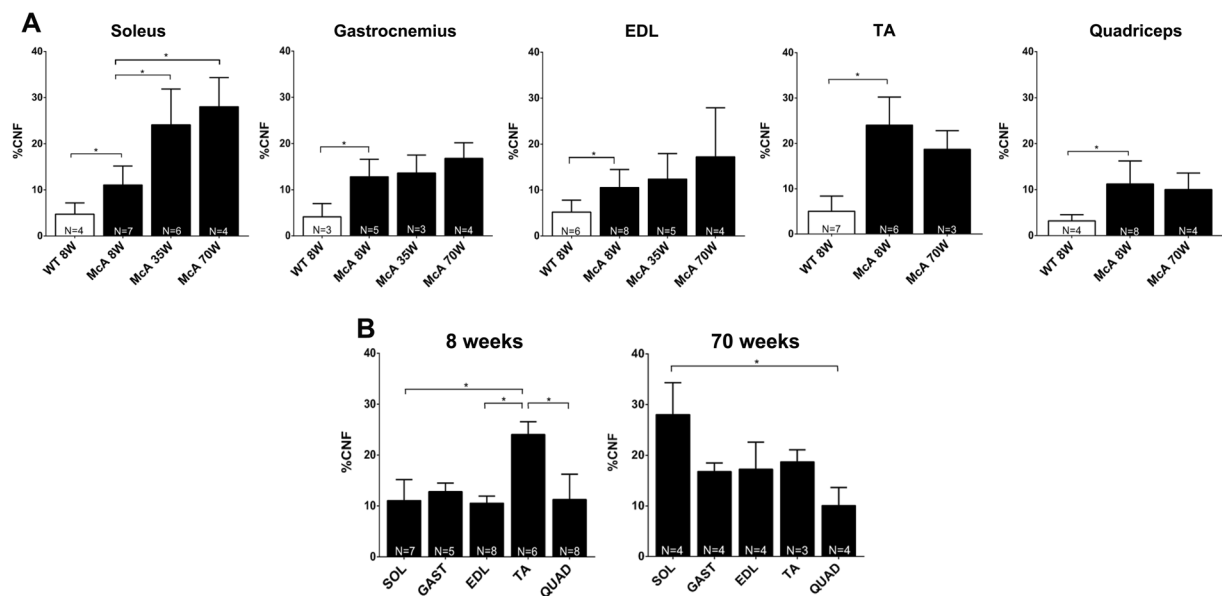 A
Soleus
40
30
20
10
0
%CNF
*
*
*
N=4
N=7
N=6
N=4
WT 8W
McA 8W
McA 35W
McA 70W
Gastrocnemius
40
30
20
10
0
%CNF
*
N=3
N=5
N=3
N=4
WT 8W
McA 8W
McA 35W
McA 70W
EDL
40
30
20
10
0
%CNF
*
N=6
N=8
N=5
N=4
WT 8W
McA 8W
McA 35W
McA 70W
TA
40
30
20
10
0
%CNF
*
N=7
N=6
N=3
WT 8W
McA 8W
McA 70W
Quadriceps
40
30
20
10
0
%CNF
*
N=4
N=8
N=4
WT 8W
McA 8W
McA 70W
B
8 weeks
40
30
20
10
0
%CNF
*
*
*
N=7
N=5
N=8
N=6
N=8
SOL
GAST
EDL
TA
QUAD
70 weeks
40
30
20
10
0
%CNF
*
N=4
N=4
N=4
N=3
N=4
SOL
GAST
EDL
TA
QUAD